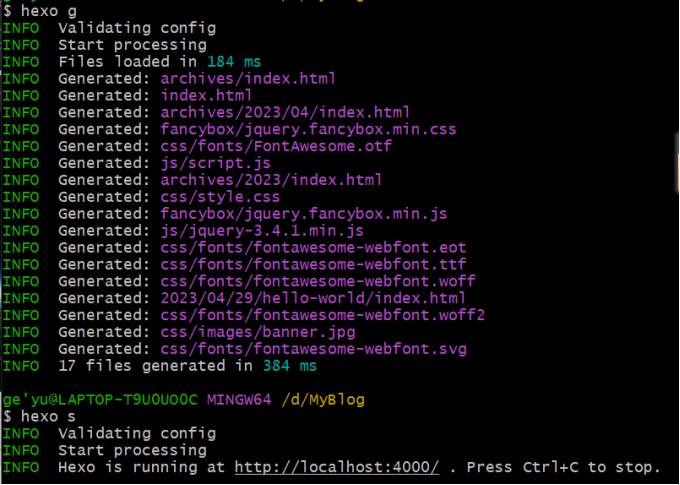 $ hexo g
INFO  Validating config
INFO  Start processing
INFO  Files loaded in 184 ms
INFO  Generated: archives/index.html
INFO  Generated: index.html
INFO  Generated: archives/2023/04/index.html
INFO  Generated: fancybox/jquery.fancybox.min.css
INFO  Generated: css/fonts/FontAwesome.otf
INFO  Generated: js/script.js
INFO  Generated: archives/2023/index.html
INFO  Generated: css/style.css
INFO  Generated: fancybox/jquery.fancybox.min.js
INFO  Generated: js/jquery-3.4.1.min.js
INFO  Generated: css/fonts/fontawesome-webfont.eot
INFO  Generated: css/fonts/fontawesome-webfont.ttf
INFO  Generated: css/fonts/fontawesome-webfont.woff
INFO  Generated: 2023/04/29/hello-world/index.html
INFO  Generated: css/fonts/fontawesome-webfont.woff2
INFO  Generated: css/images/banner.jpg
INFO  Generated: css/fonts/fontawesome-webfont.svg
INFO  17 files generated in 384 ms
ge'yu@LAPTOP-T9U0UOOC MINGW64 /d/MyBlog
$ hexo s
INFO  Validating config
INFO  Start processing
INFO  Hexo is running at http://localhost:4000/ . Press Ctrl+C to stop.